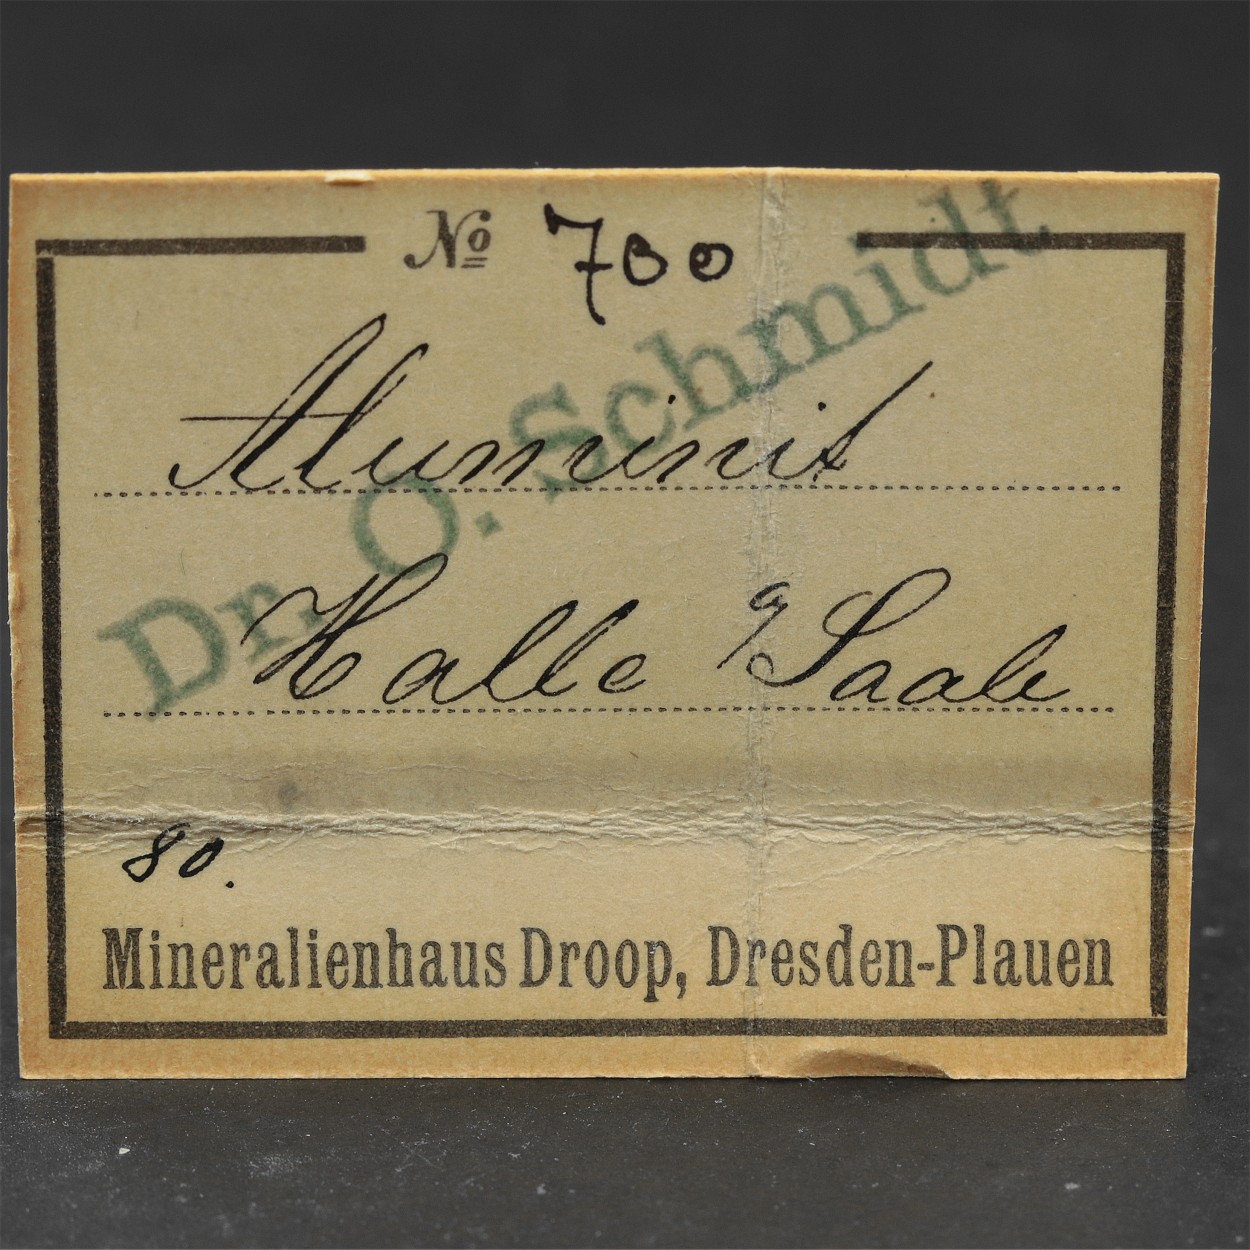 No 700
Aluminit
Halle a/Saale
80.
Mineralienhaus Droop, Dresden-Plauen
Dr. O. Schmidt